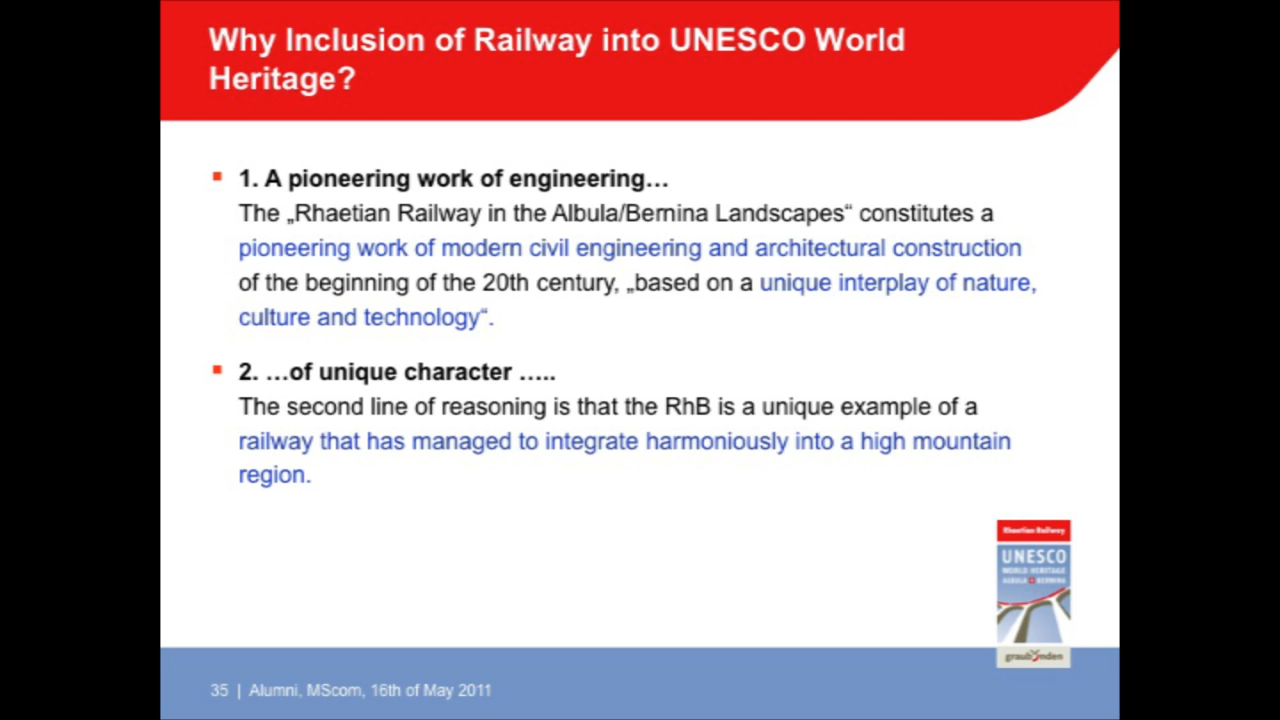 Why Inclusion of Railway into UNESCO World
Heritage?
1. A pioneering work of engineering…
The „Rhaetian Railway in the Albula/Bernina Landscapes“ constitutes a
pioneering work of modern civil engineering and architectural construction
of the beginning of the 20th century, „based on a unique interplay of nature,
culture and technology“.
2. …of unique character …..
The second line of reasoning is that the RhB is a unique example of a
railway that has managed to integrate harmoniously into a high mountain
region.
Rhaetian Railway
UNESCO
WORLD HERITAGE
ALBULA BERNINA
graubünden
35 | Alumni, MScom, 16th of May 2011